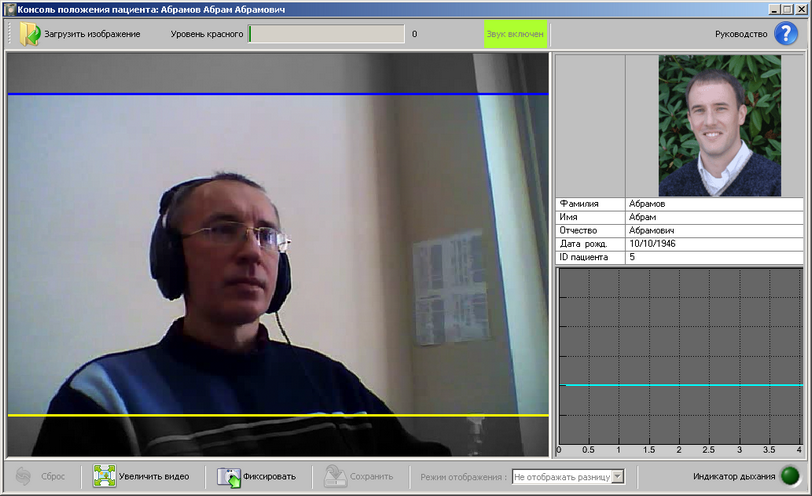 Консоль положения пациента: Абрамов Абрам Абрамович
Загрузить изображение Уровень красного 0 Звук включен Руководство
Фамилия Абрамов
Имя Абрам
Отчество Абрамович
Дата рожд. 10/10/1946
ID пациента 5
0 0.5 1 1.5 2 2.5 3 3.5 4
Сброс Увеличить видео Фиксировать Сохранить Режим отображения : Не отображать разницу Индикатор дыхания